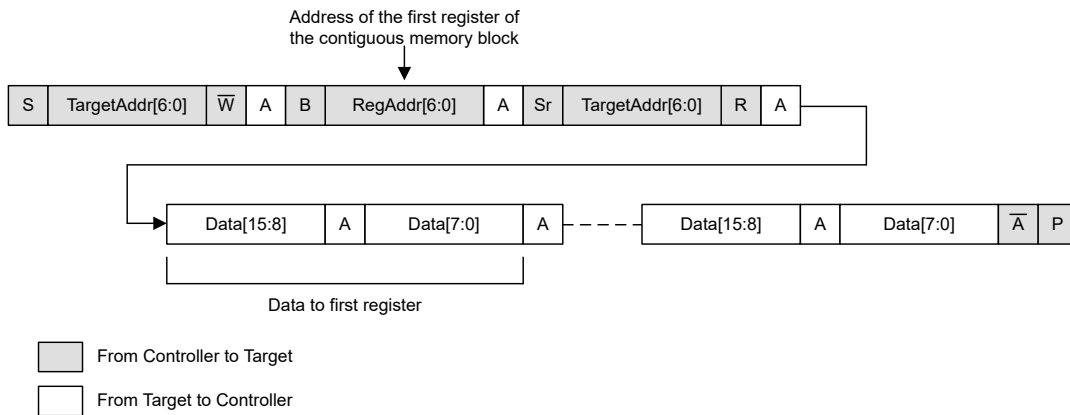 Address of the first register of
the contiguous memory block
S TargetAddr[6:0] W̅ A B RegAddr[6:0] A Sr TargetAddr[6:0] R A
Data[15:8] A Data[7:0] A Data[15:8] A Data[7:0] A̅ P
Data to first register
From Controller to Target
From Target to Controller